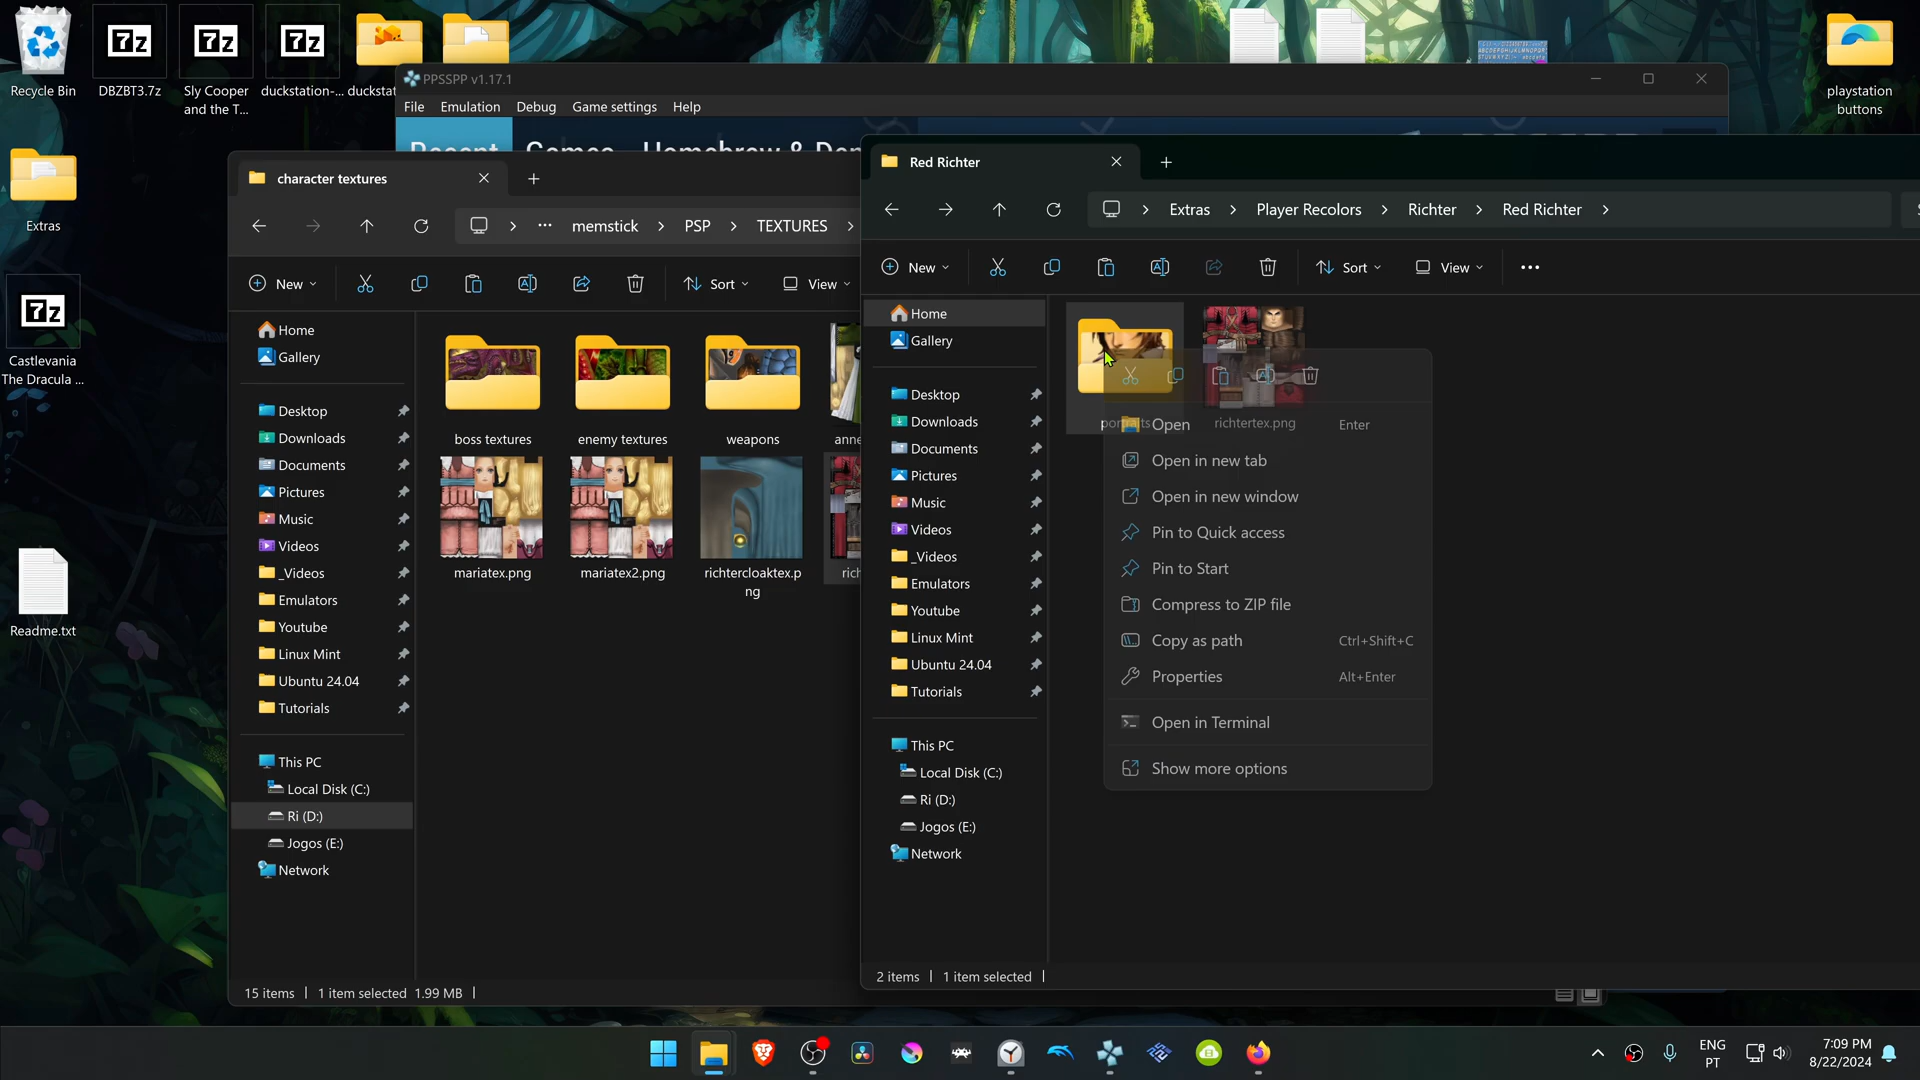 Recycle Bin
DBZBT3.7z
Sly Cooper
and the T...
duckstation-...
duckstat
playstation
buttons
Extras
Castlevania
The Dracula ...
Readme.txt
PPSSPP v1.17.1
File
Emulation
Debug
Game settings
Help
Recent
Games
character textures
memstick
PSP
TEXTURES
New
Sort
View
Home
Gallery
Desktop
Downloads
Documents
Pictures
Music
Videos
_Videos
Emulators
Youtube
Linux Mint
Ubuntu 24.04
Tutorials
This PC
Local Disk (C:)
Ri (D:)
Jogos (E:)
Network
boss textures
enemy textures
weapons
anne
mariatex.png
mariatex2.png
richtercloaktex.p
ng
rich
15 items
1 item selected 1.99 MB
Red Richter
Extras
Player Recolors
Richter
Red Richter
New
Sort
View
Home
Gallery
Desktop
Downloads
Documents
Pictures
Music
Videos
_Videos
Emulators
Youtube
Linux Mint
Ubuntu 24.04
Tutorials
This PC
Local Disk (C:)
Ri (D:)
Jogos (E:)
Network
portraits
richtertex.png
Open Enter
Open in new tab
Open in new window
Pin to Quick access
Pin to Start
Compress to ZIP file
Copy as path Ctrl+Shift+C
Properties Alt+Enter
Open in Terminal
Show more options
2 items
1 item selected
ENG
PT
7:09 PM
8/22/2024